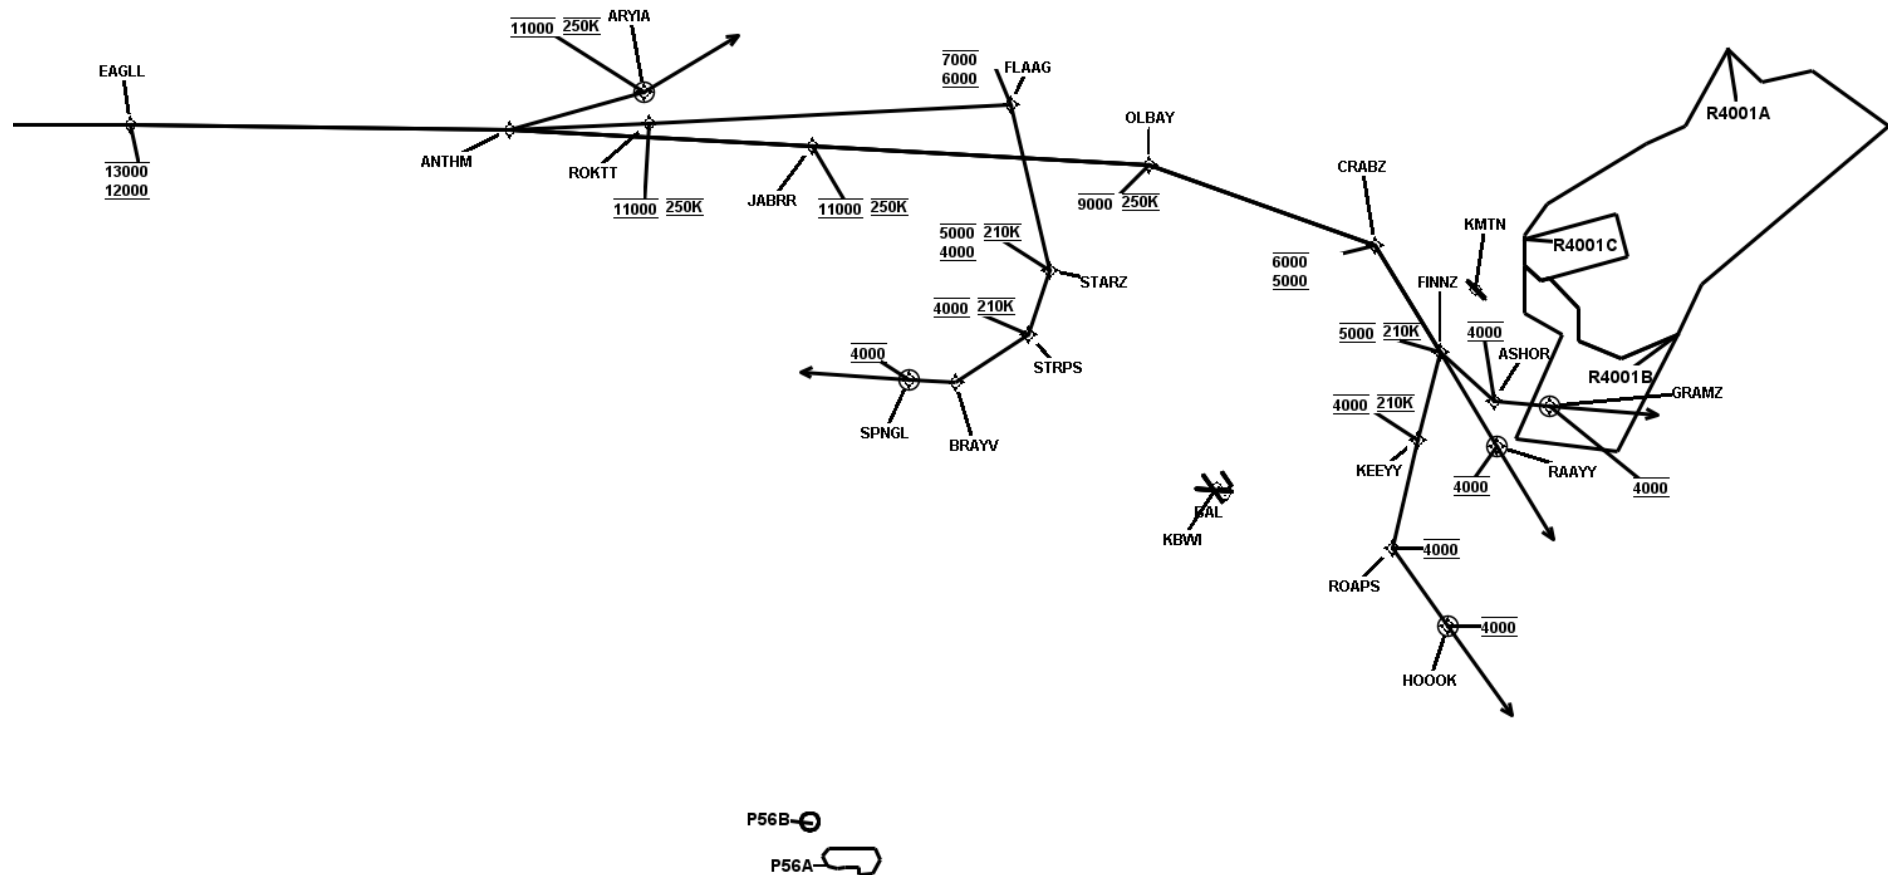 ARYIA
11000 250K
EAGLL
7000
6000
FLAAG
R4001A
OLBAY
ANTHM
ROKTT
13000
12000
CRABZ
JABRR
11000 250K
11000 250K
9000 250K
KMTN
5000 210K
4000
R4001C
6000
5000
STARZ
FINNZ
4000 210K
5000 210K
4000
4000
STRPS
ASHOR
R4001B
GRAMZ
4000 210K
SPNGL
BRAYV
KEEYY
RAAYY
4000
4000
BAL
KBWI
4000
ROAPS
4000
HOOOK
P56B
P56A